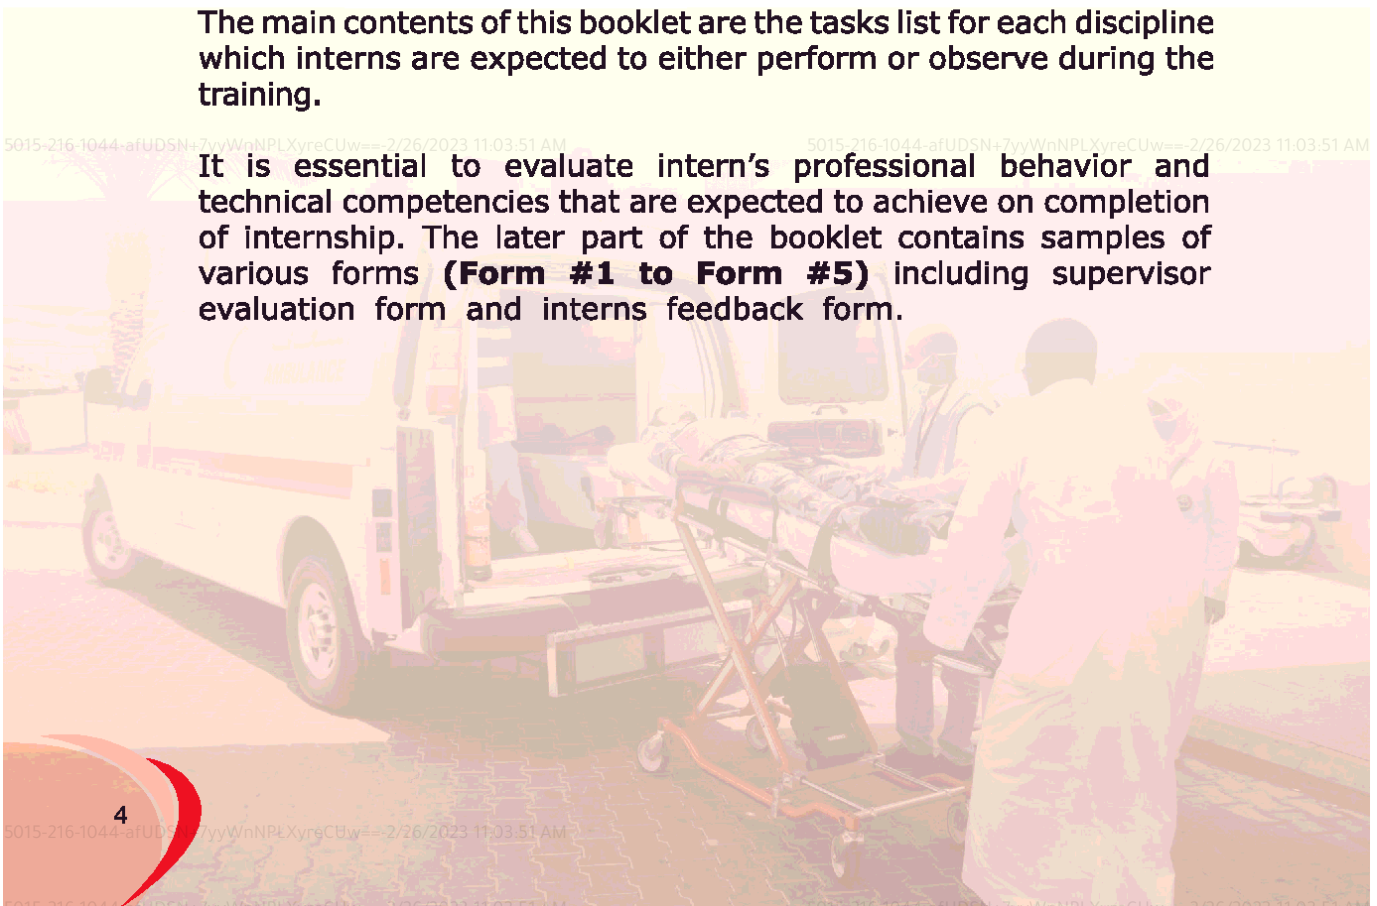 The main contents of this booklet are the tasks list for each discipline
which interns are expected to either perform or observe during the
training.
5015-216-1044-afUDSN+7yyWnNPLXyreCUw==-2/26/2023 11:03:51 AM
5015-216-1044-afUDSN+7yyWnNPLXyreCUw==-2/26/2023 11:03:51 AM
It is essential to evaluate intern's professional behavior and
technical competencies that are expected to achieve on completion
of internship. The later part of the booklet contains samples of
various forms (Form #1 to Form #5) including supervisor
evaluation form and interns feedback form.
AMBULANCE
4
5015-216-1044-afUDSN+7yyWnNPLXyreCUw==-2/26/2023 11:03:51 AM